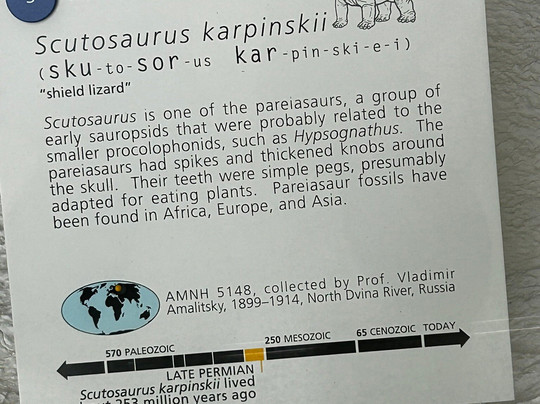 Scutosaurus karpinskii
(sku-to-sor-us kar-pin-ski-e-i)
"shield lizard"
Scutosaurus is one of the pareiasaurs, a group of
early sauropsids that were probably related to the
smaller procolophonids, such as Hypsognathus. The
pareiasaurs had spikes and thickened knobs around
the skull. Their teeth were simple pegs, presumably
adapted for eating plants. Pareiasaur fossils have
been found in Africa, Europe, and Asia.
AMNH 5148, collected by Prof. Vladimir
Amalitsky, 1899–1914, North Dvina River, Russia
570 PALEOZOIC 250 MESOZOIC 65 CENOZOIC TODAY
LATE PERMIAN
Scutosaurus karpinskii lived
253 million years ago